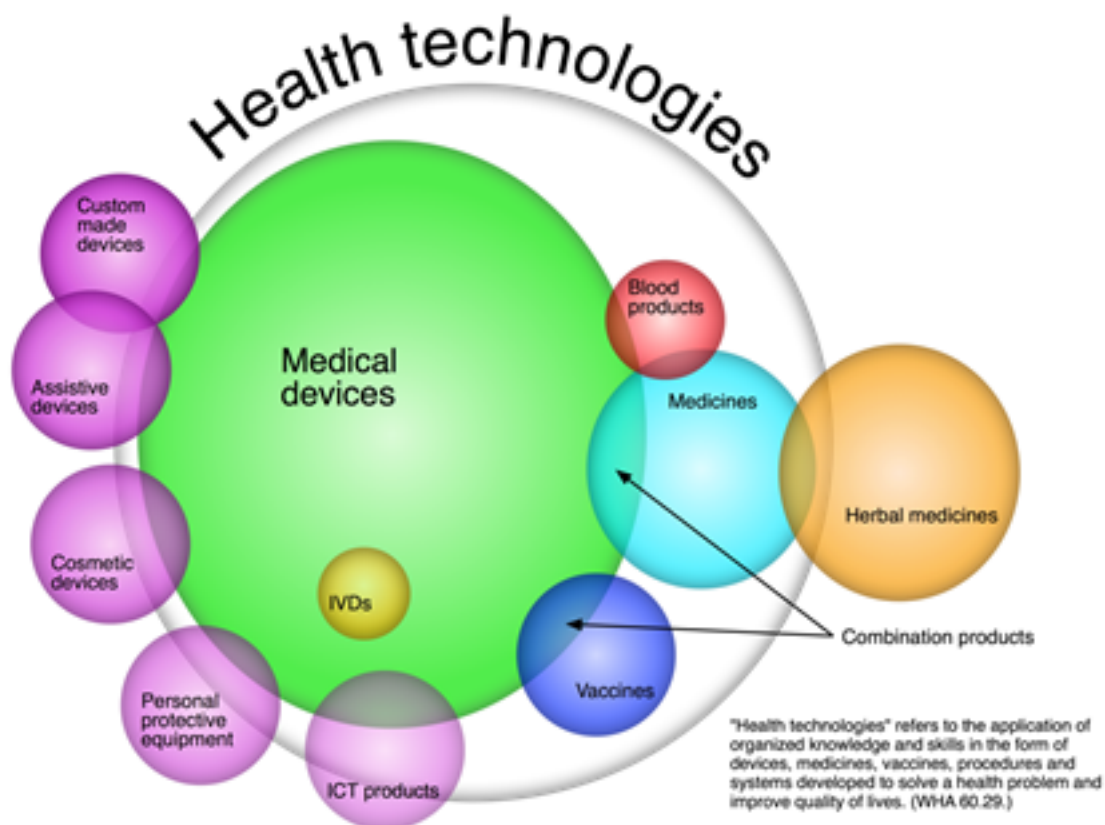 Health technologies
Custom
made
devices
Assistive
devices
Cosmetic
devices
Personal
protective
equipment
ICT products
IVDs
Medical
devices
Blood
products
Medicines
Herbal medicines
Vaccines
Combination products
"Health technologies" refers to the application of
organized knowledge and skills in the form of
devices, medicines, vaccines, procedures and
systems developed to solve a health problem and
improve quality of lives. (WHA 60.29.)